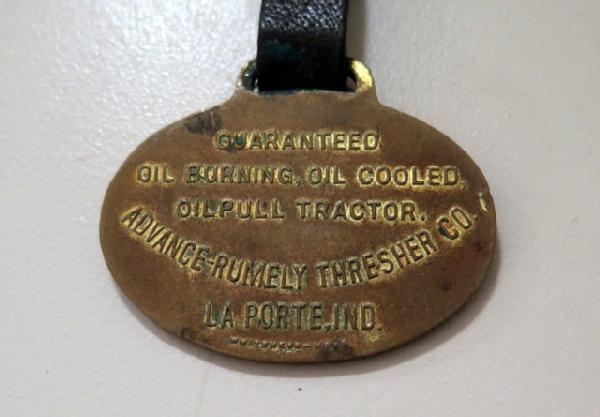 GUARANTEED
OIL BURNING, OIL COOLED,
OILPULL TRACTOR.
ADVANCE-RUMELY THRESHER CO.
LA PORTE, IND.